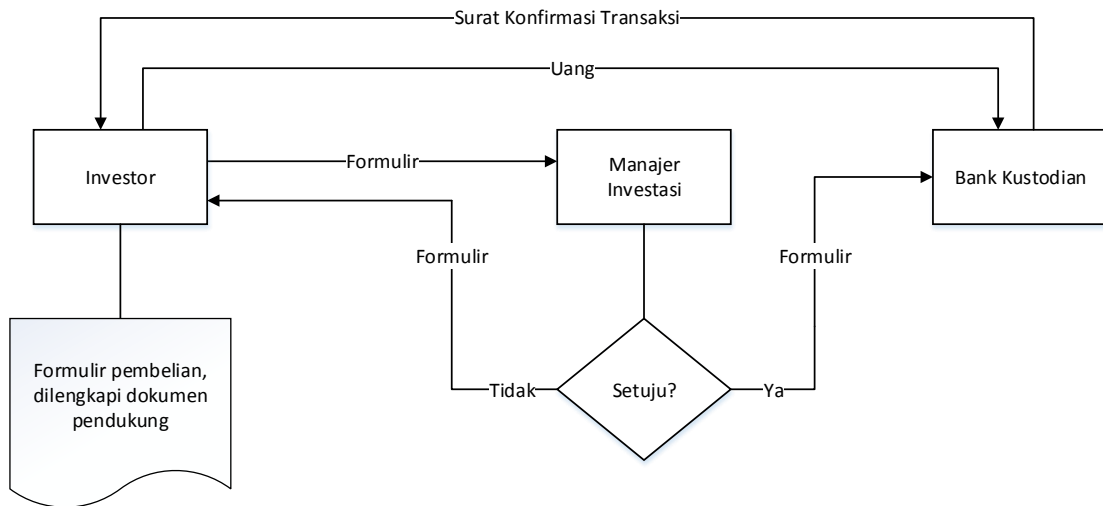 Surat Konfirmasi Transaksi
Uang
Investor
Formulir
Manajer
Investasi
Bank Kustodian
Formulir
Formulir
Formulir pembelian,
dilengkapi dokumen
pendukung
Tidak
Setuju?
Ya